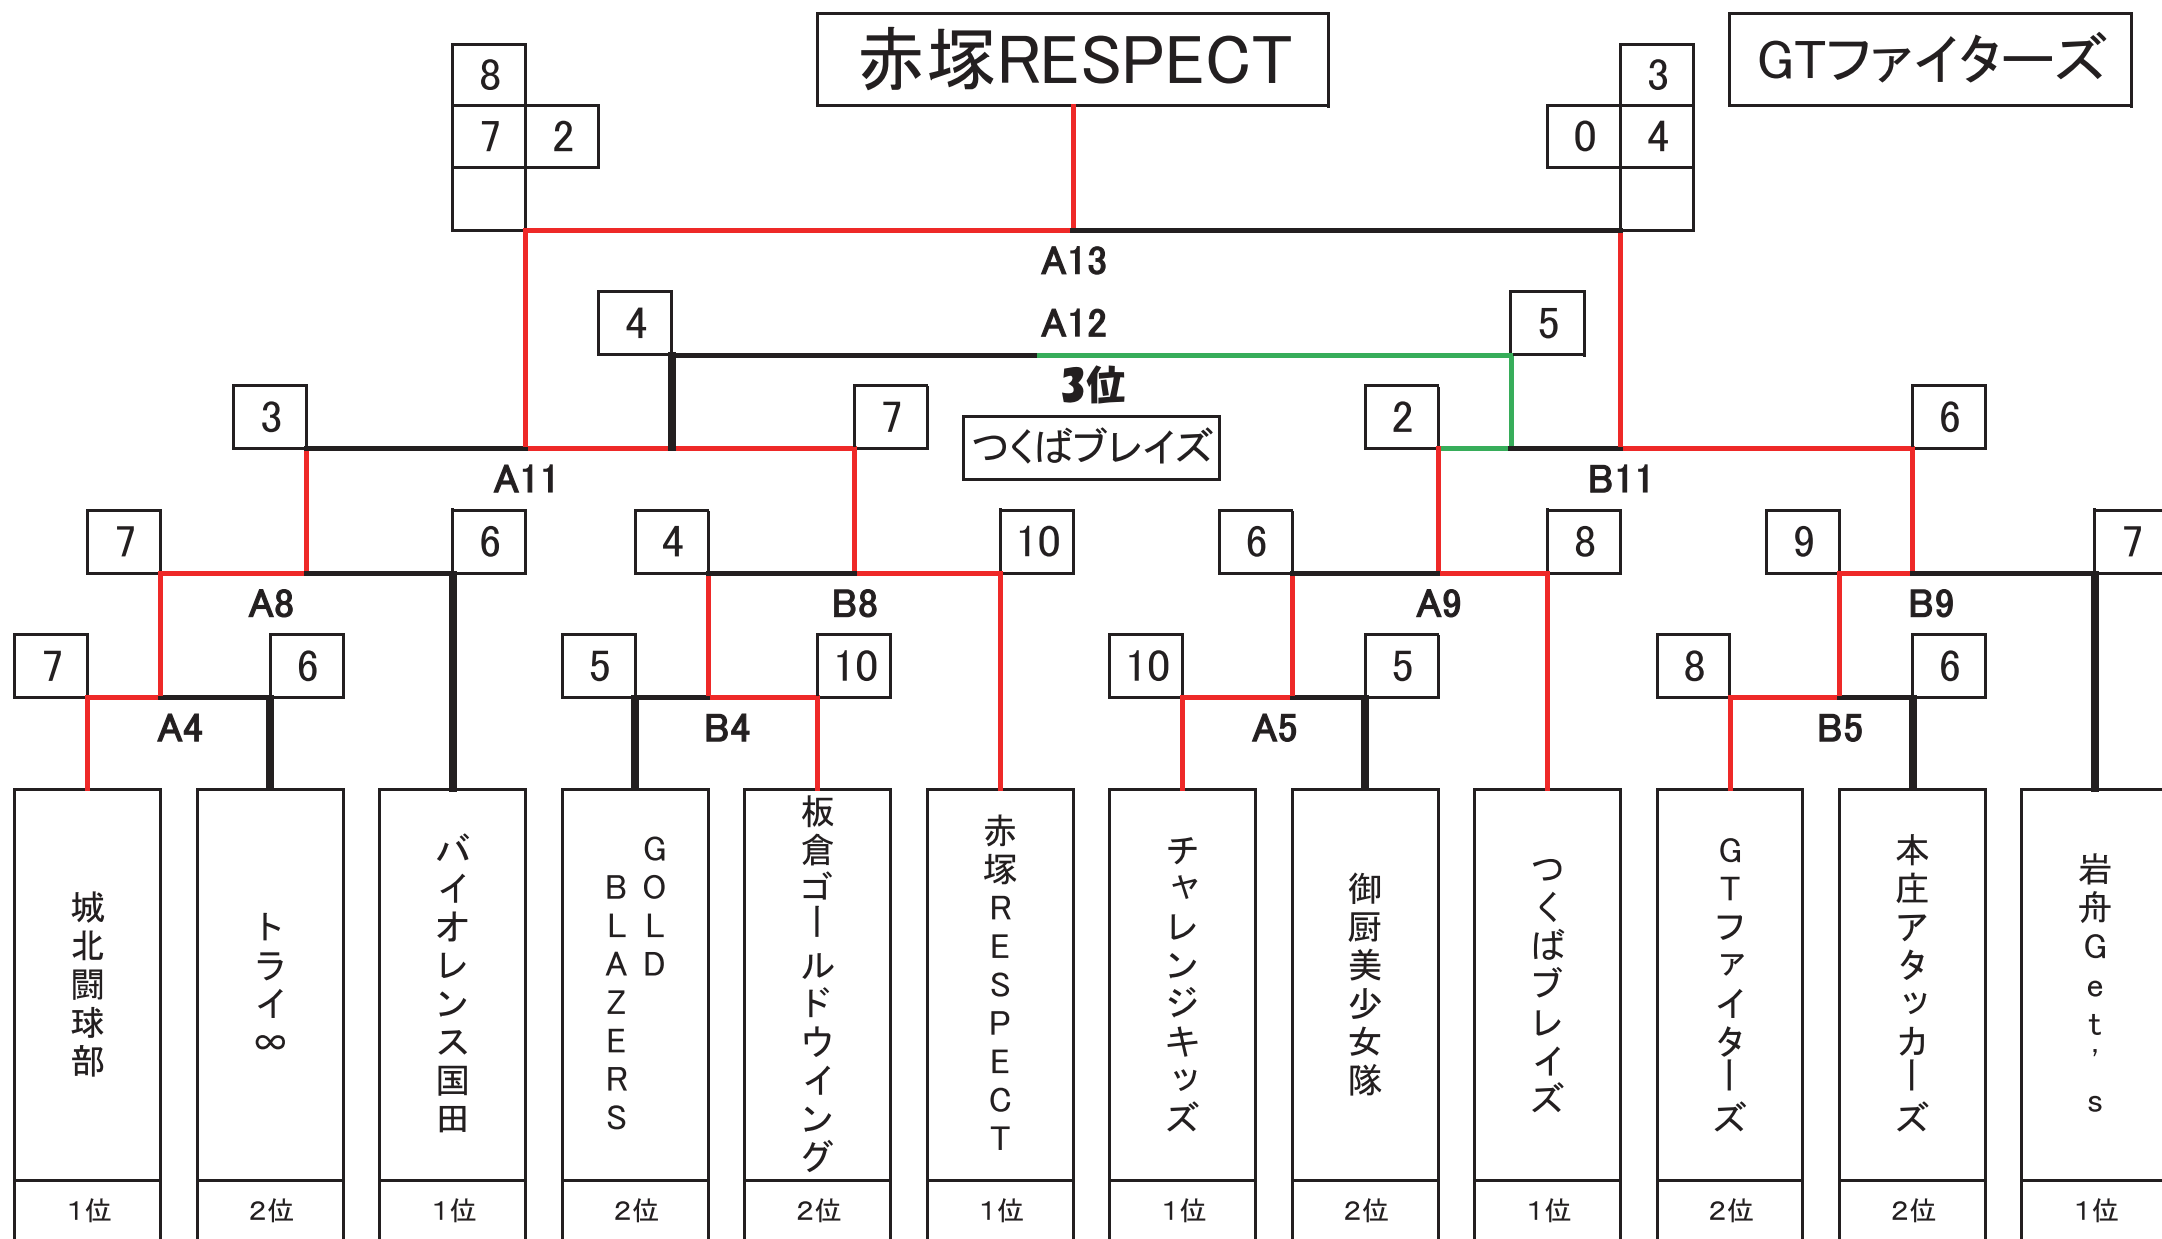 赤塚RESPECT
GTファイターズ
8
3
7 2
0 4
A13
4
A12
5
3位
3
7
つくばブレイズ
2
6
A11
B11
7
6
4
10
6
8
9
7
A8
B8
A9
B9
7
6
5
10
10
5
8
6
A4
B4
A5
B5
城北闘球部
トライ∞
バイオレンス国田
GOLD
BLAZERS
板倉ゴールドウイング
赤塚RESPECT
チャレンジキッズ
御厨美少女隊
つくばブレイズ
GTファイターズ
本庄アタッカーズ
岩舟Get's
1位
2位
1位
2位
2位
1位
1位
2位
1位
2位
2位
1位